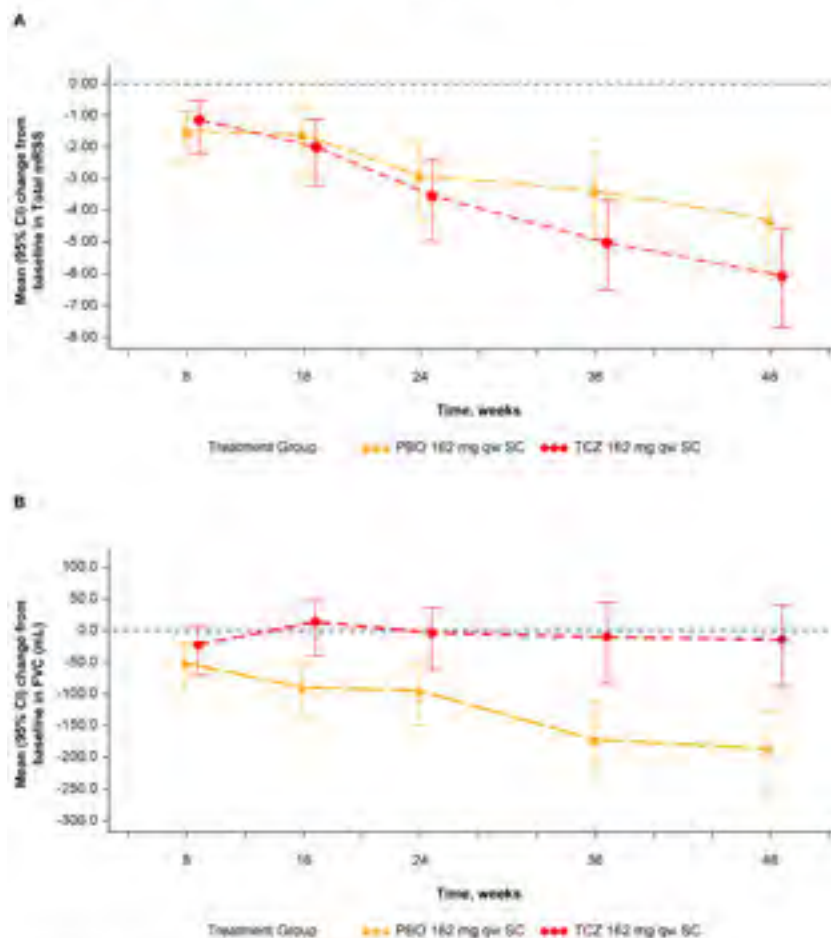 A
Mean (95% CI) change from
baseline in Total mRSS
0.00
-1.00
-2.00
-3.00
-4.00
-5.00
-6.00
-7.00
-8.00
8 16 24 36 48
Time, weeks
Treatment Group PBO 162 mg qw SC TCZ 162 mg qw SC
B
Mean (95% CI) change from
baseline in FVC (mL)
100.0
50.0
0.0
-50.0
-100.0
-150.0
-200.0
-250.0
-300.0
8 16 24 36 48
Time, weeks
Treatment Group PBO 162 mg qw SC TCZ 162 mg qw SC